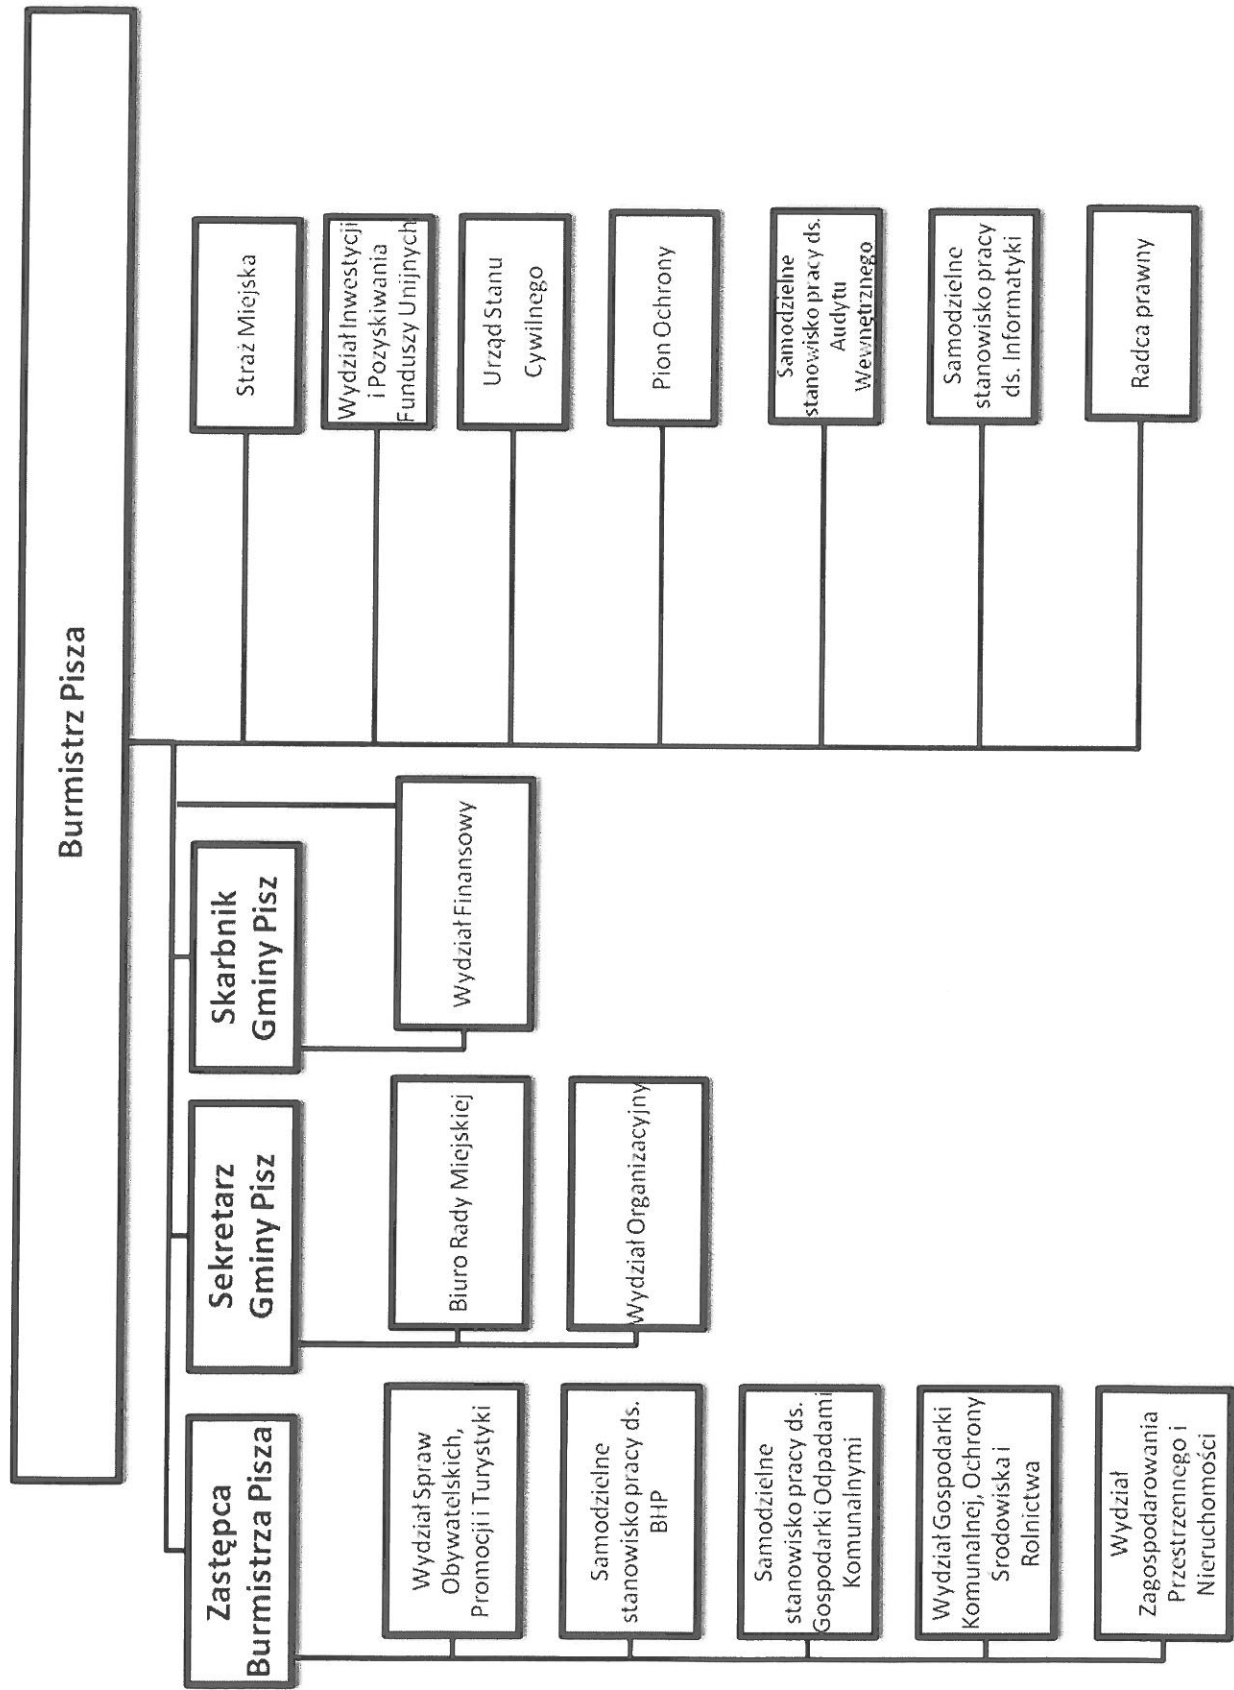 Burmistrz Pisza
Zastępca
Burmistrza Pisza
Sekretarz
Gminy Pisz
Skarbnik
Gminy Pisz
Wydział Spraw
Obywatelskich,
Promocji i Turystyki
Samodzielne
stanowisko pracy ds.
BHP
Samodzielne
stanowisko pracy ds.
Gospodarki Odpadami
Komunalnymi
Wydział Gospodarki
Komunalnej, Ochrony
Środowiska i
Rolnictwa
Wydział
Zagospodarowania
Przestrzennego i
Nieruchomości
Biuro Rady Miejskiej
Wydział Organizacyjny
Wydział Finansowy
Straż Miejska
Wydział Inwestycji
i Pozyskiwania
Funduszy Unijnych
Urząd Stanu
Cywilnego
Pion Ochrony
Samodzielne
stanowisko pracy ds.
Audytu
Wewnętrznego
Samodzielne
stanowisko pracy
ds. Informatyki
Radca prawny